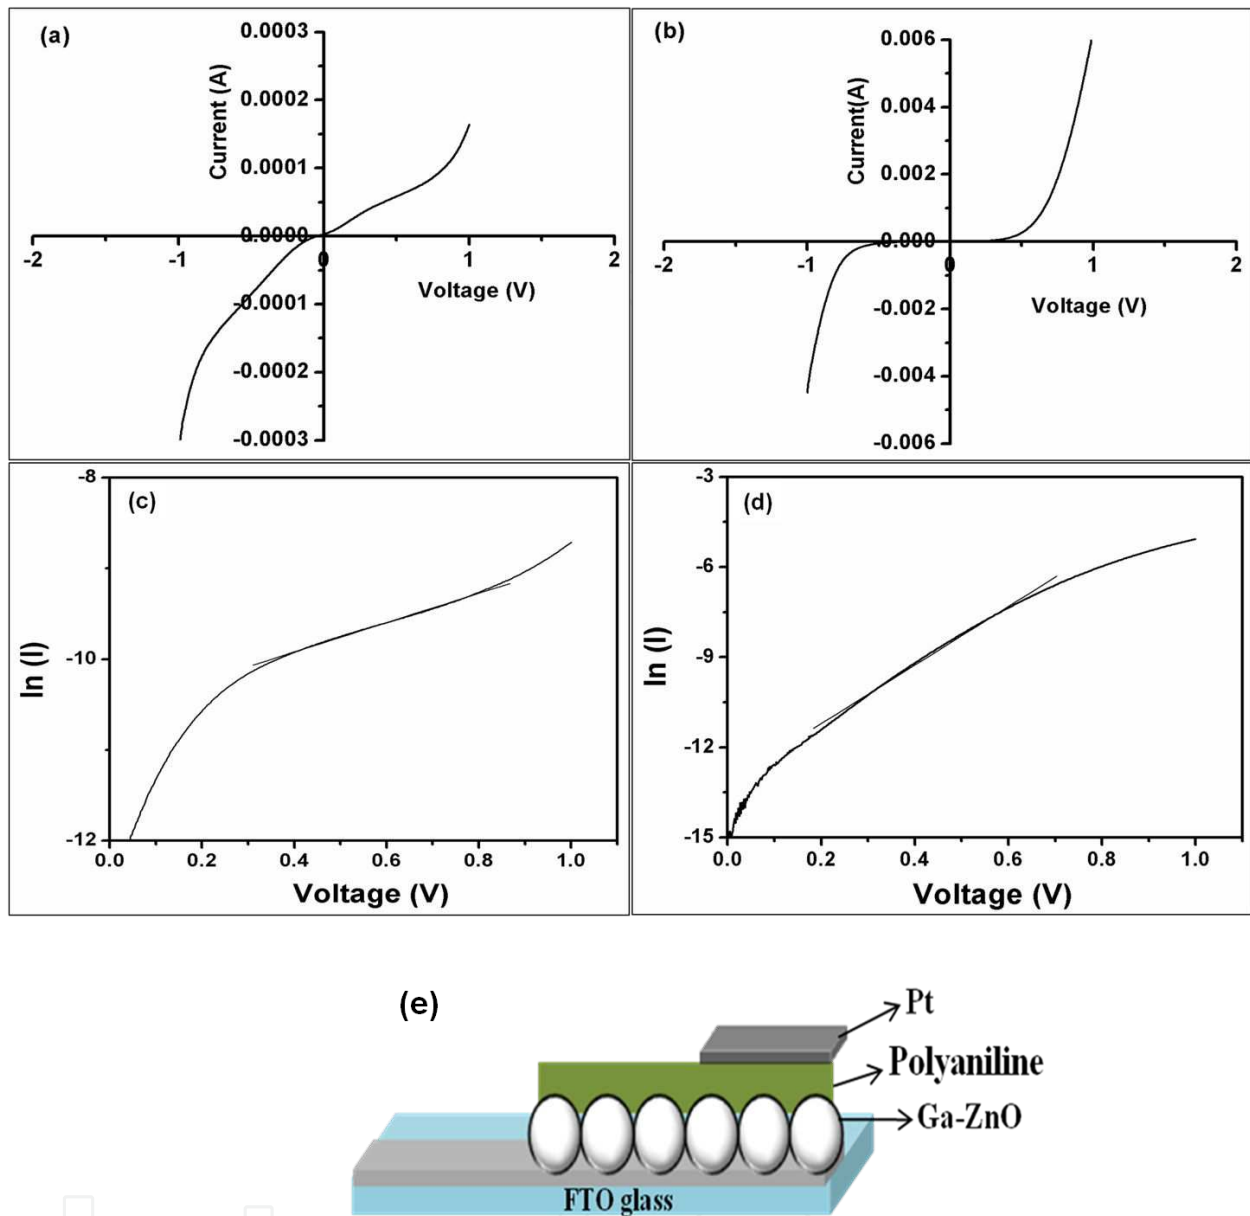 (a)
0.0003
0.0002
0.0001
0.0000
-0.0001
-0.0002
-0.0003
Current (A)
-2 -1 0 1 2
Voltage (V)
(b)
0.006
0.004
0.002
0.000
-0.002
-0.004
-0.006
Current(A)
-2 -1 0 1 2
Voltage (V)
(c)
-8
-10
-12
ln (I)
0.0 0.2 0.4 0.6 0.8 1.0
Voltage (V)
(d)
-3
-6
-9
-12
-15
ln (I)
0.0 0.2 0.4 0.6 0.8 1.0
Voltage (V)
(e)
Pt
Polyaniline
Ga-ZnO
FTO glass